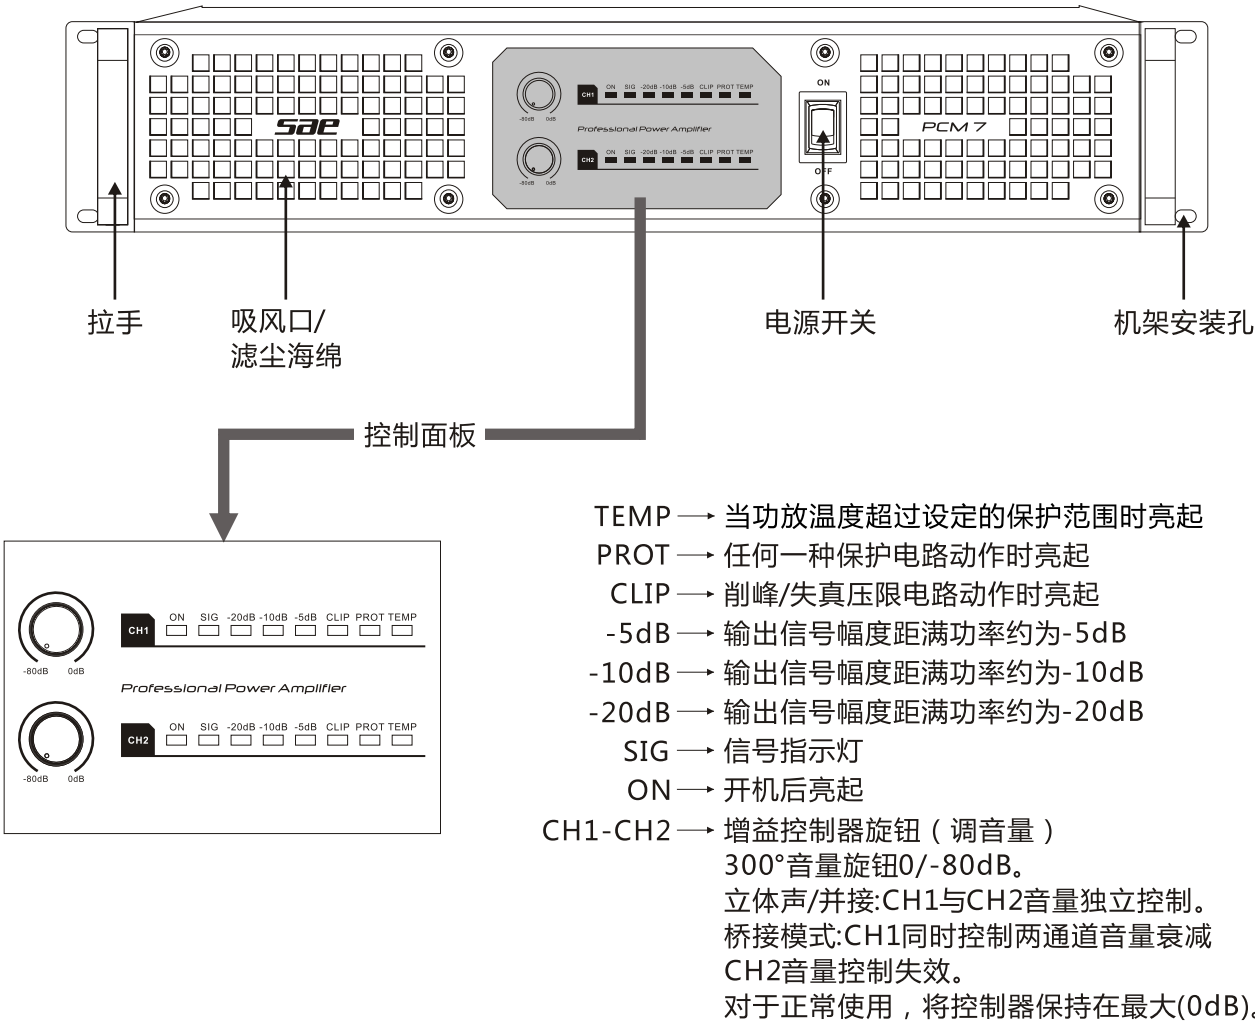 ON
CH1
ON SIG -20dB -10dB -5dB CLIP PROT TEMP
-80dB 0dB
Professional Power Amplifier
CH2
ON SIG -20dB -10dB -5dB CLIP PROT TEMP
-80dB 0dB
sae
PCM 7
OFF
拉手
吸风口/
滤尘海绵
电源开关
机架安装孔
控制面板
CH1
ON SIG -20dB -10dB -5dB CLIP PROT TEMP
-80dB 0dB
Professional Power Amplifier
CH2
ON SIG -20dB -10dB -5dB CLIP PROT TEMP
-80dB 0dB
TEMP → 当功放温度超过设定的保护范围时亮起
PROT → 任何一种保护电路动作时亮起
CLIP → 削峰/失真压限电路动作时亮起
-5dB → 输出信号幅度距满功率约为-5dB
-10dB → 输出信号幅度距满功率约为-10dB
-20dB → 输出信号幅度距满功率约为-20dB
SIG → 信号指示灯
ON → 开机后亮起
CH1-CH2 → 增益控制器旋钮（调音量）
300°音量旋钮0/-80dB。
立体声/并接:CH1与CH2音量独立控制。
桥接模式:CH1同时控制两通道音量衰减
CH2音量控制失效。
对于正常使用，将控制器保持在最大(0dB)。